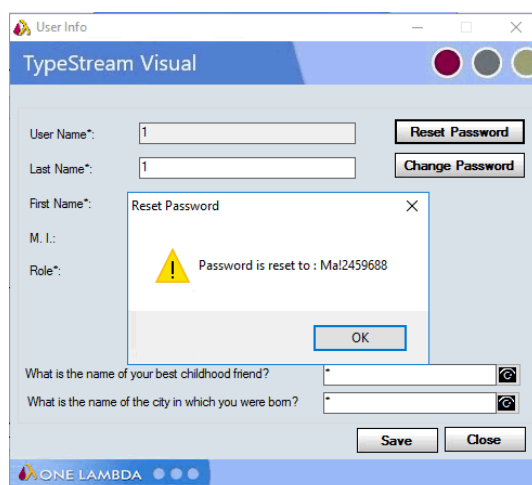 User Info
TypeStream Visual
User Name*:
1
Reset Password
Last Name*:
1
Change Password
First Name*:
Reset Password
M. I.:
Password is reset to : Ma!2459688
Role*:
OK
What is the name of your best childhood friend?
*
What is the name of the city in which you were born?
*
Save
Close
ONE LAMBDA